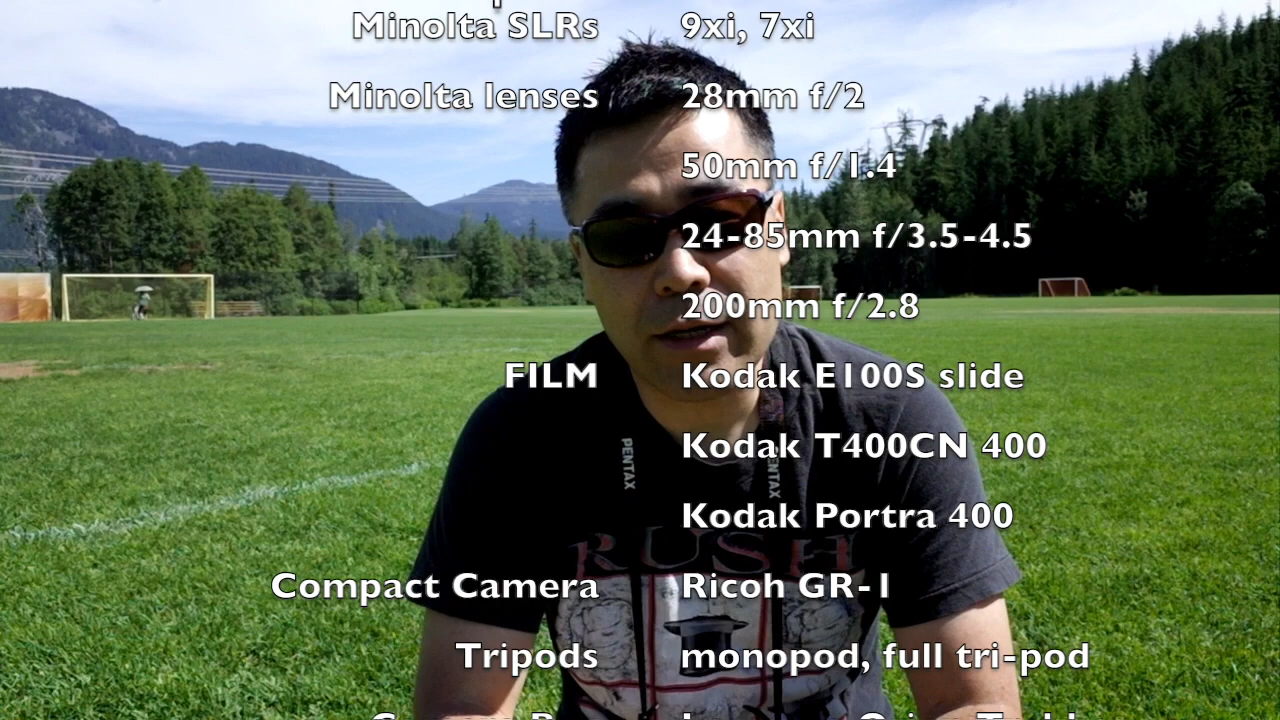 Minolta SLRs 9xi, 7xi
Minolta lenses 28mm f/2
50mm f/1.4
24-85mm f/3.5-4.5
200mm f/2.8
FILM Kodak E100S slide
Kodak T400CN 400
PENTAX PENTAX
Kodak Portra 400
RUSH
Compact Camera Ricoh GR-1
Tripods monopod, full tri-pod